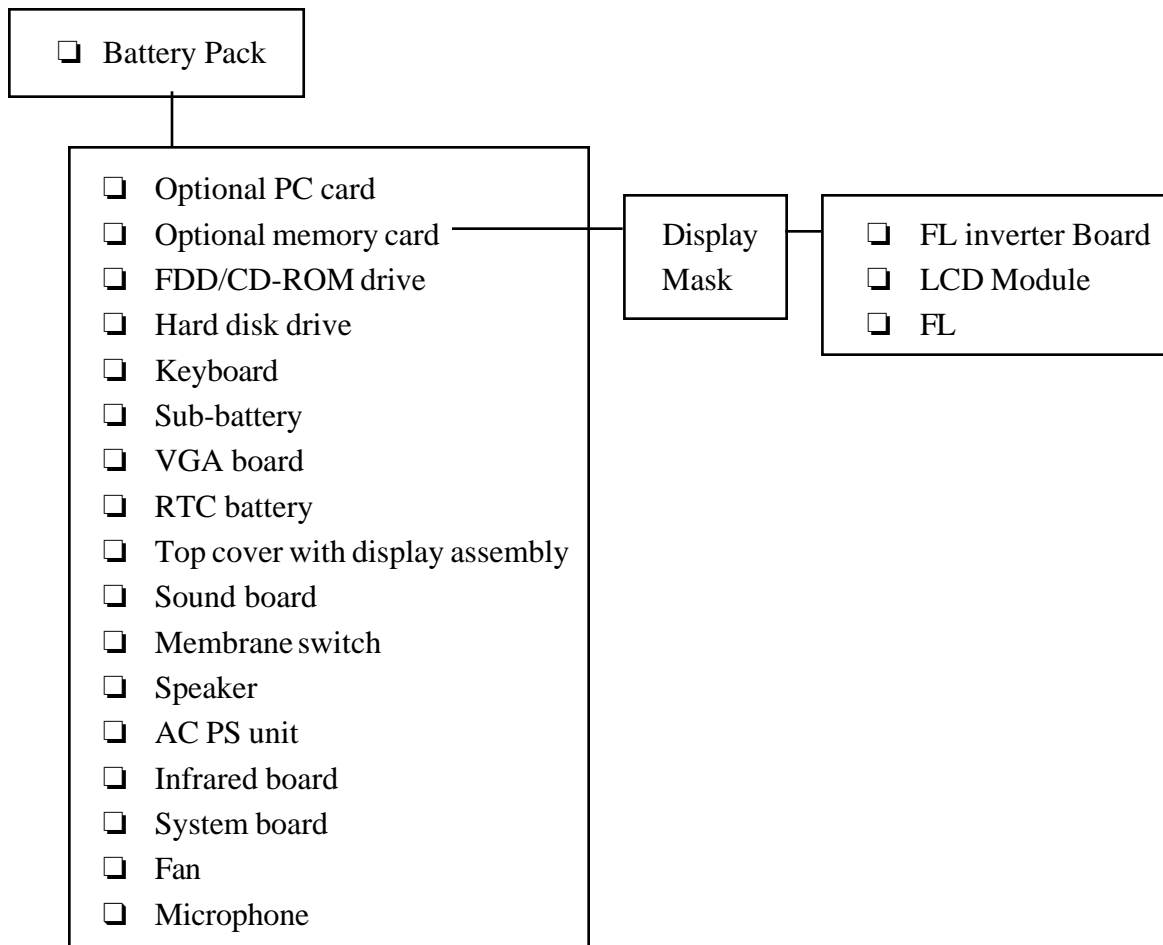 ❏ Battery Pack
❏ Optional PC card
❏ Optional memory card
❏ FDD/CD-ROM drive
❏ Hard disk drive
❏ Keyboard
❏ Sub-battery
❏ VGA board
❏ RTC battery
❏ Top cover with display assembly
❏ Sound board
❏ Membrane switch
❏ Speaker
❏ AC PS unit
❏ Infrared board
❏ System board
❏ Fan
❏ Microphone
Display
Mask
❏ FL inverter Board
❏ LCD Module
❏ FL